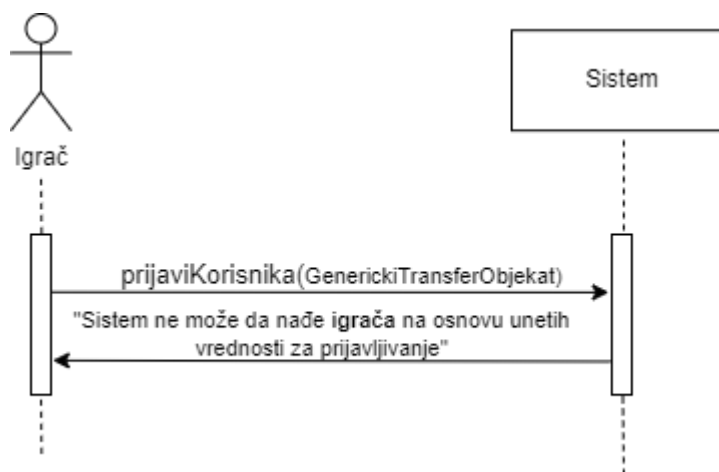 Sistem
Igrač
prijaviKorisnika(GenerickiTransferObjekat)
"Sistem ne može da nađe igrača na osnovu unetih
vrednosti za prijavljivanje"